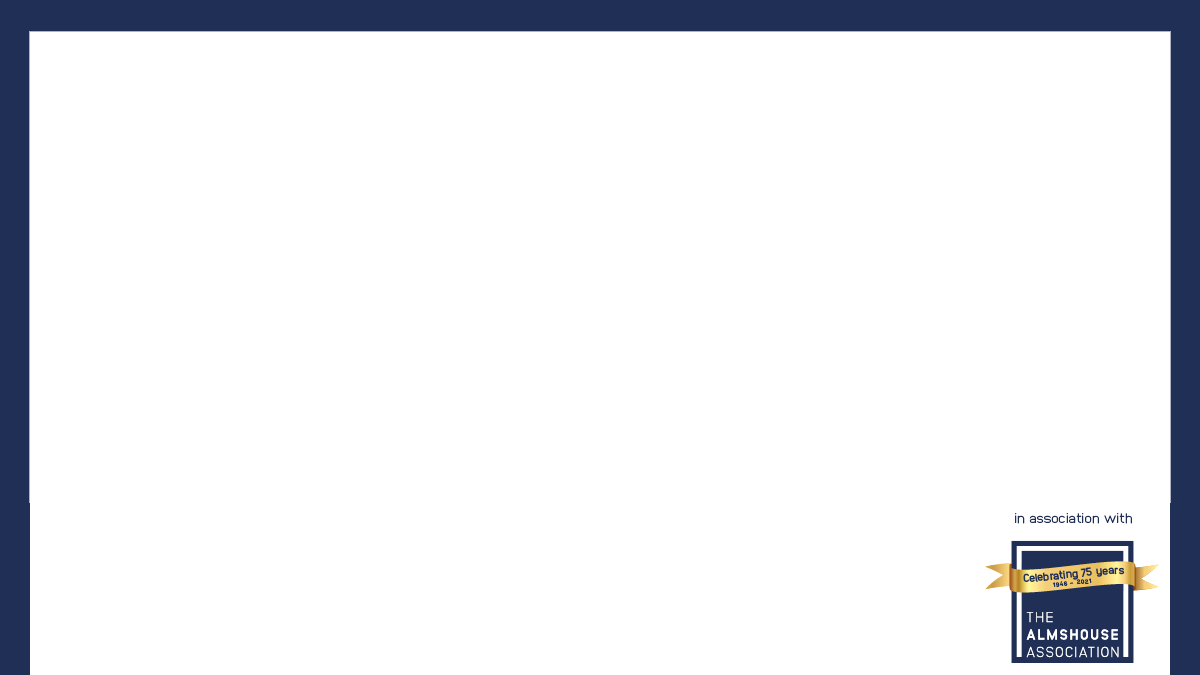 in association with
Celebrating 75 years
1946 - 2021
THE
ALMSHOUSE
ASSOCIATION